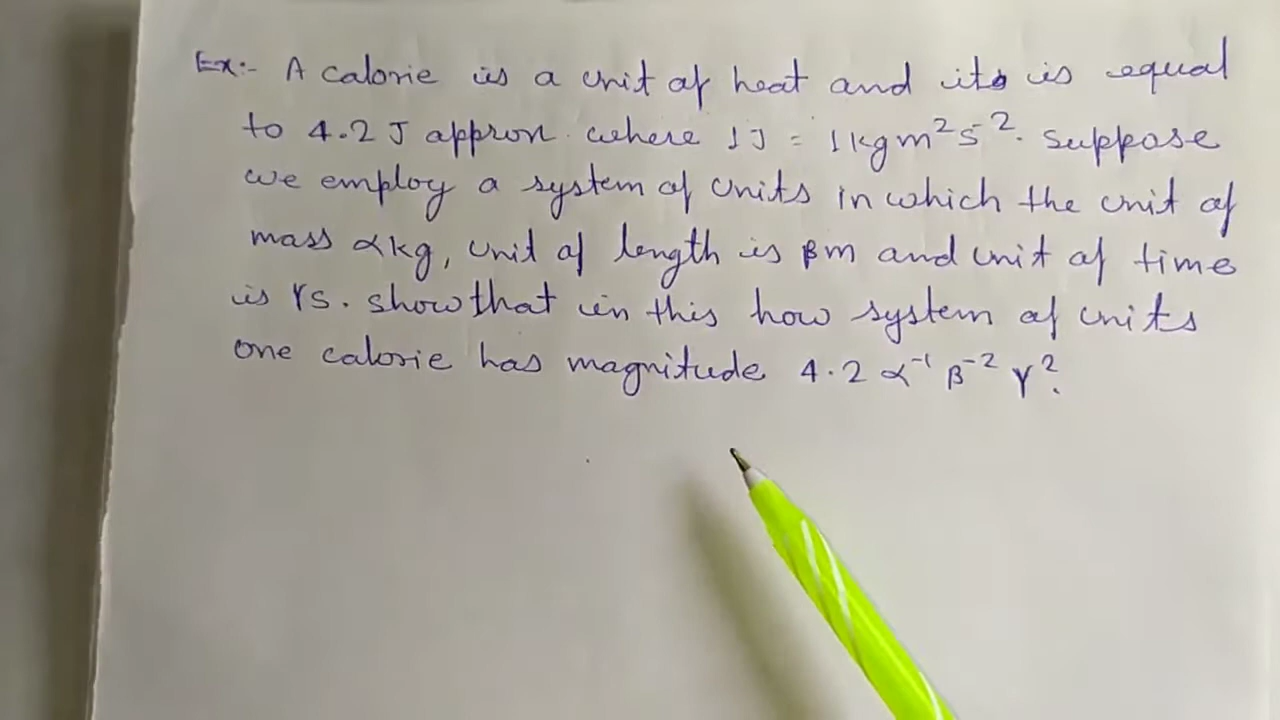 Ex:- A calorie is a unit of heat and its is equal
to 4.2 J approx. where 1J = 1kg m²s⁻². Suppose
we employ a system of units in which the unit of
mass αkg, unit of length is βm and unit of time
is γs. show that in this how system of units
one calorie has magnitude 4.2 α⁻¹ β⁻² γ²?